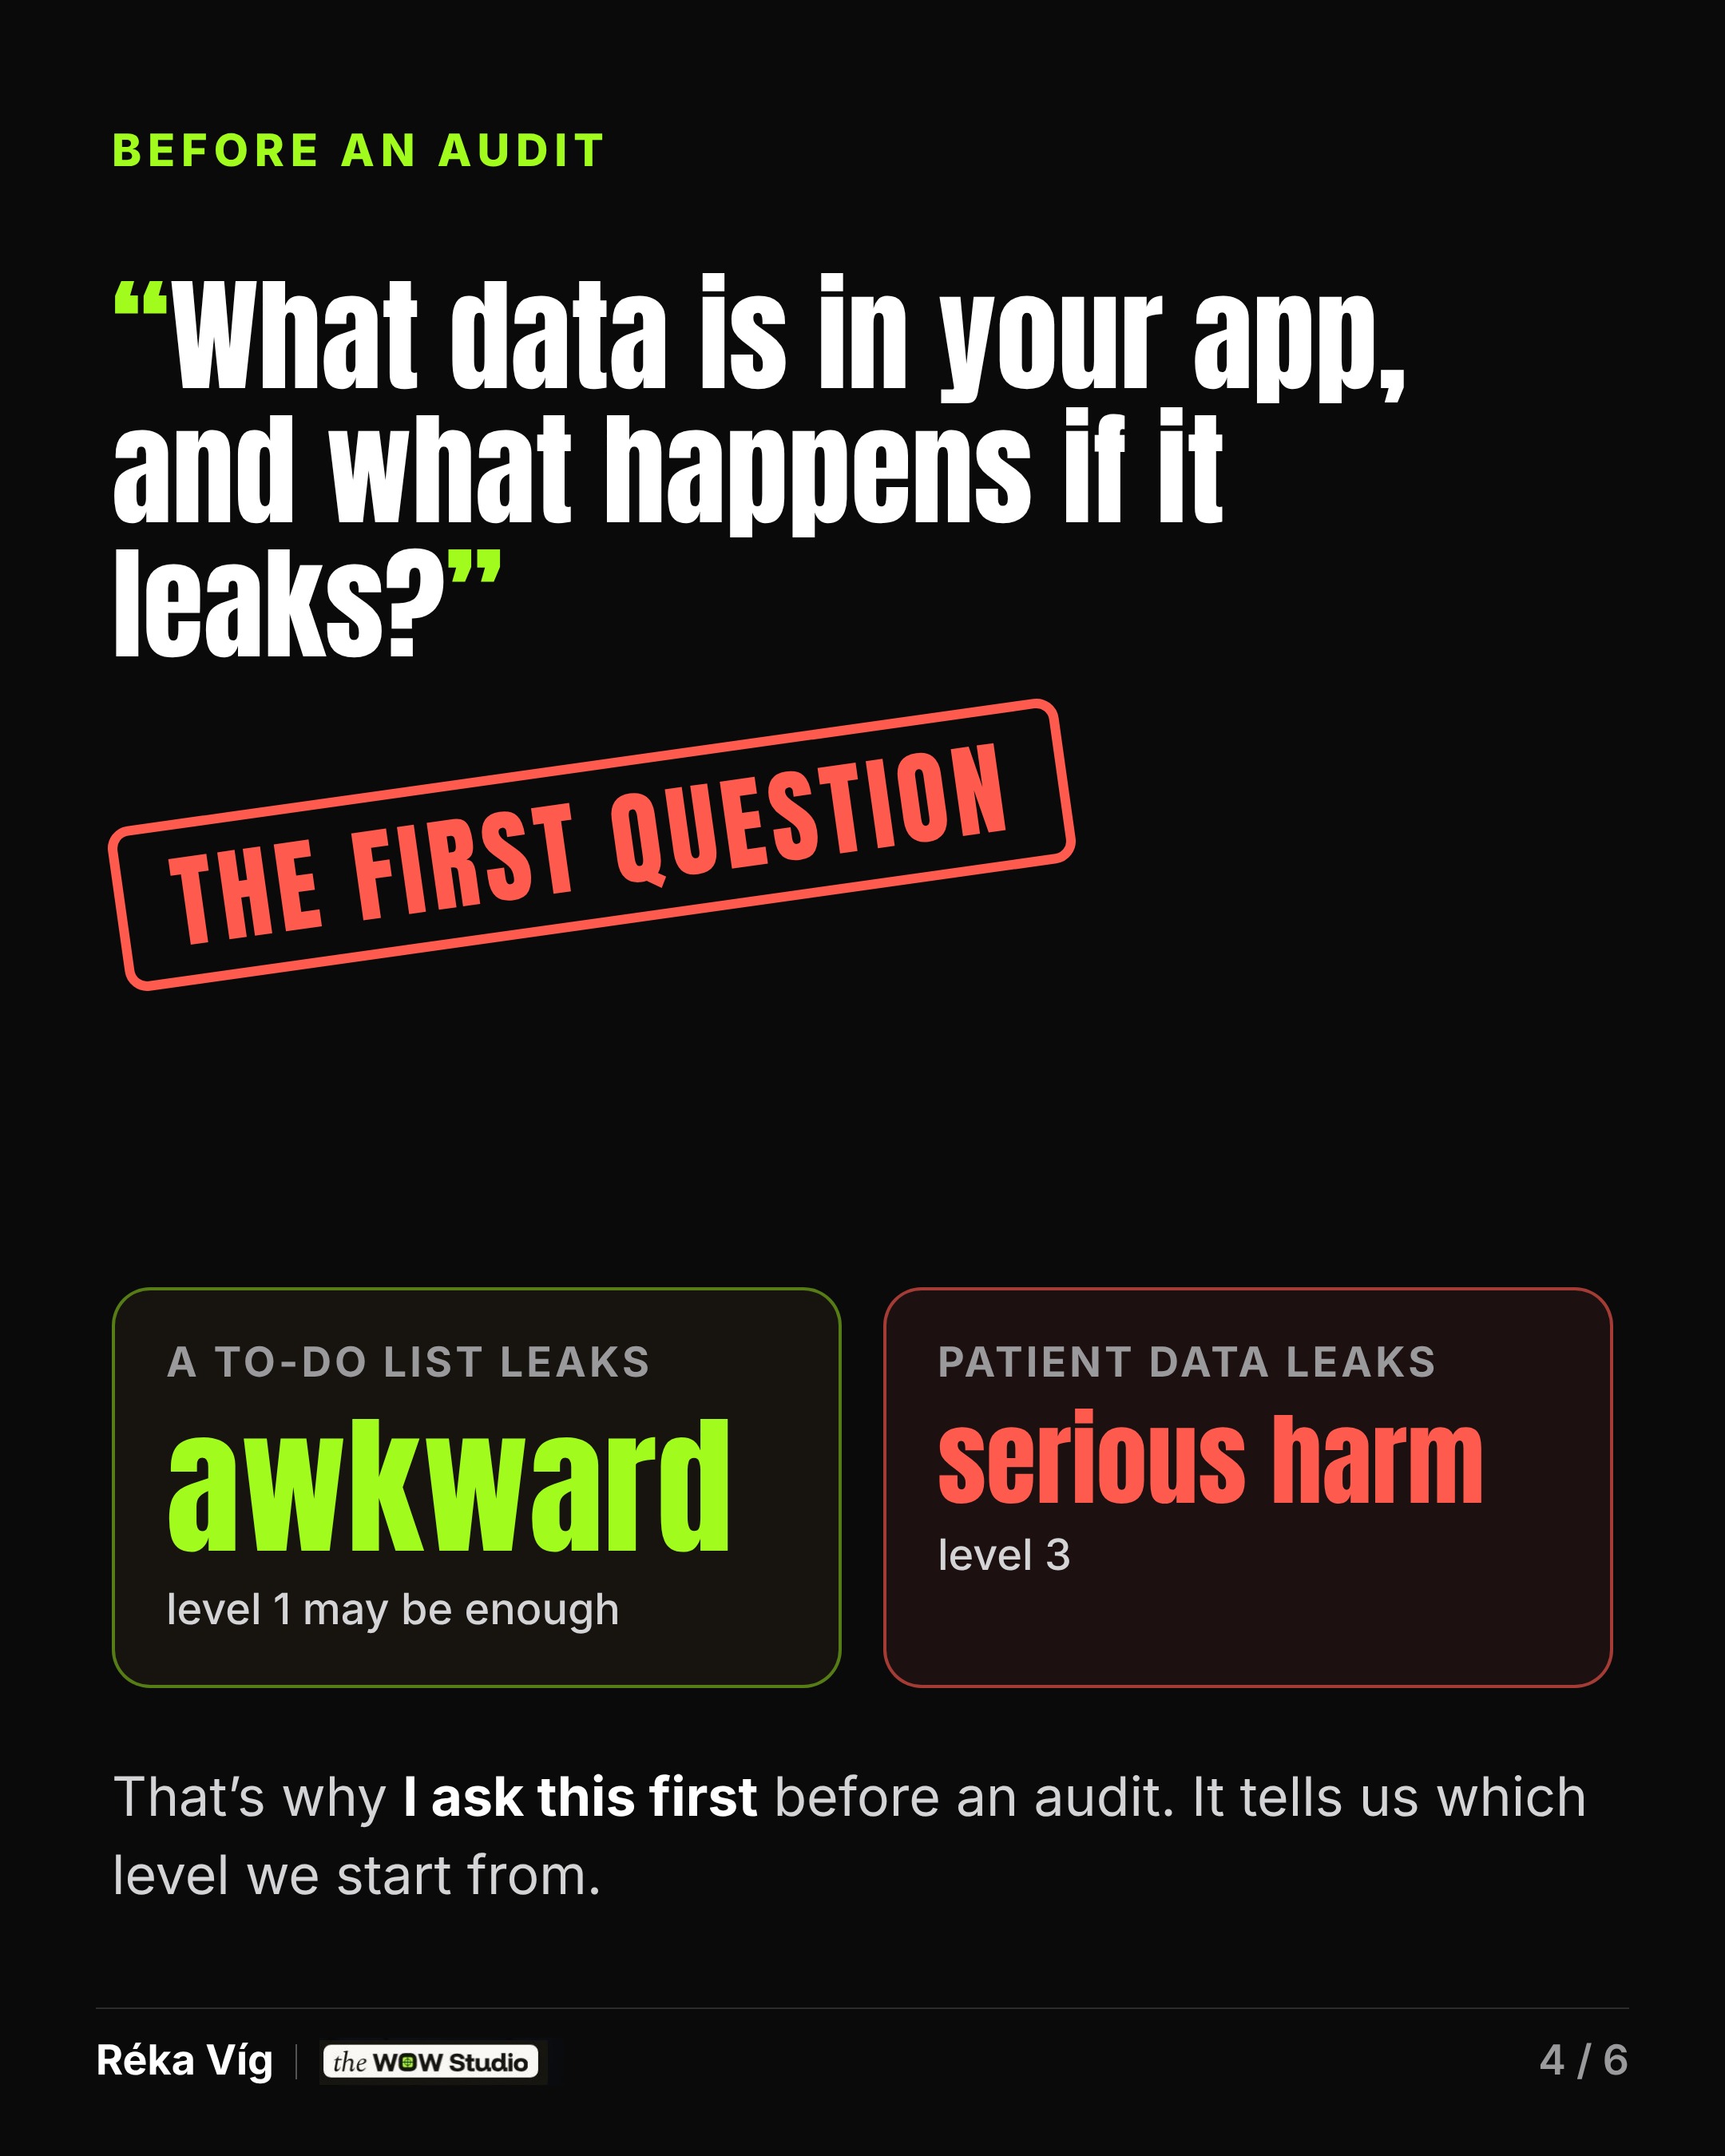 BEFORE AN AUDIT
“What data is in your app,
and what happens if it
leaks?”
THE FIRST QUESTION
A TO-DO LIST LEAKS
awkward
level 1 may be enough
PATIENT DATA LEAKS
serious harm
level 3
That’s why I ask this first before an audit. It tells us which
level we start from.
Réka Víg
the WOW Studio
4 / 6